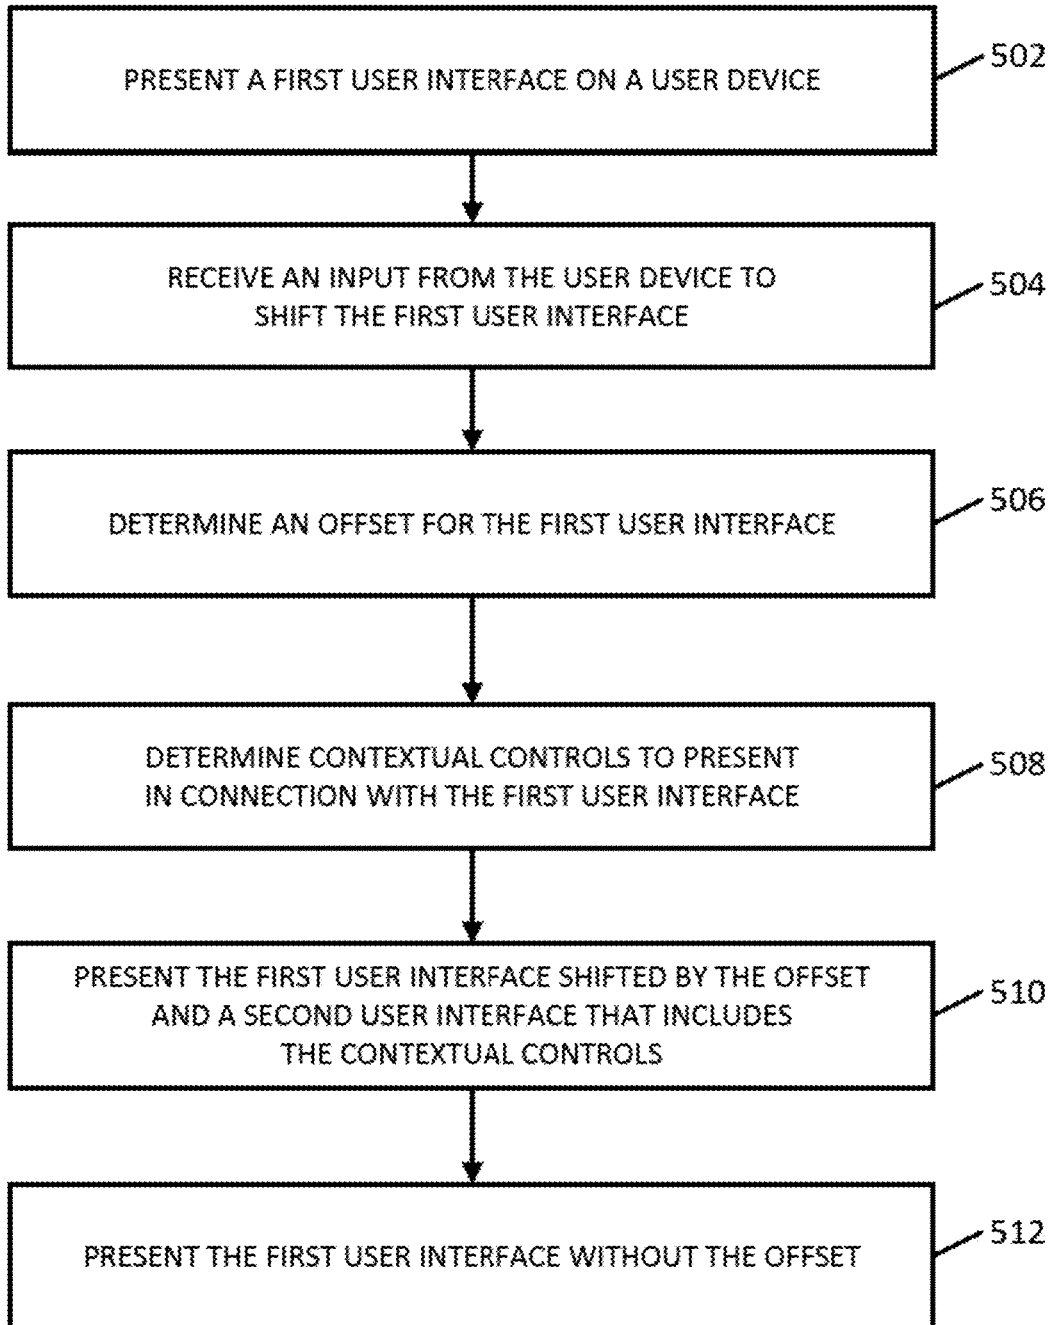 PRESENT A FIRST USER INTERFACE ON A USER DEVICE
502
RECEIVE AN INPUT FROM THE USER DEVICE TO
SHIFT THE FIRST USER INTERFACE
504
DETERMINE AN OFFSET FOR THE FIRST USER INTERFACE
506
DETERMINE CONTEXTUAL CONTROLS TO PRESENT
IN CONNECTION WITH THE FIRST USER INTERFACE
508
PRESENT THE FIRST USER INTERFACE SHIFTED BY THE OFFSET
AND A SECOND USER INTERFACE THAT INCLUDES
THE CONTEXTUAL CONTROLS
510
PRESENT THE FIRST USER INTERFACE WITHOUT THE OFFSET
512